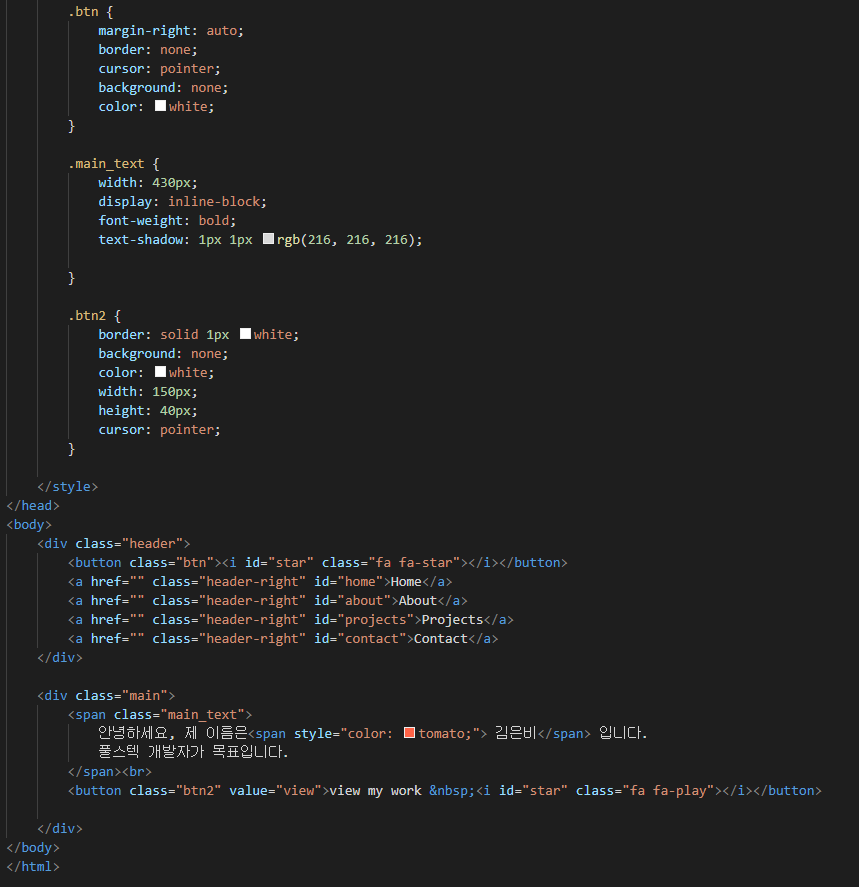 .btn {
margin-right: auto;
border: none;
cursor: pointer;
background: none;
color: white;
}
.main_text {
width: 430px;
display: inline-block;
font-weight: bold;
text-shadow: 1px 1px rgb(216, 216, 216);
}
.btn2 {
border: solid 1px white;
background: none;
color: white;
width: 150px;
height: 40px;
cursor: pointer;
}
</style>
</head>
<body>
<div class="header">
<button class="btn"><i id="star" class="fa fa-star"></i></button>
<a href="" class="header-right" id="home">Home</a>
<a href="" class="header-right" id="about">About</a>
<a href="" class="header-right" id="projects">Projects</a>
<a href="" class="header-right" id="contact">Contact</a>
</div>
<div class="main">
<span class="main_text">
안녕하세요, 제 이름은<span style="color: tomato;"> 김은비</span> 입니다.
풀스텍 개발자가 목표입니다.
</span><br>
<button class="btn2" value="view">view my work &nbsp;<i id="star" class="fa fa-play"></i></button>
</div>
</body>
</html>